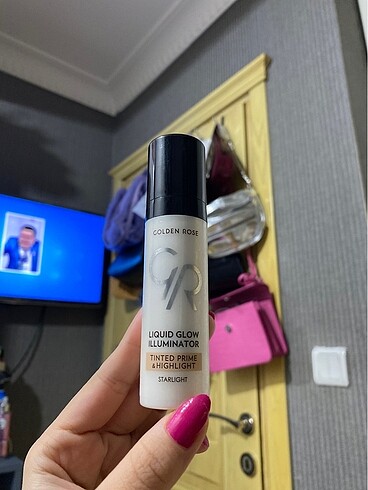 GOLDEN ROSE
GR
LIQUID GLOW
ILLUMINATOR
TINTED PRIME
& HIGHLIGHT
STARLIGHT